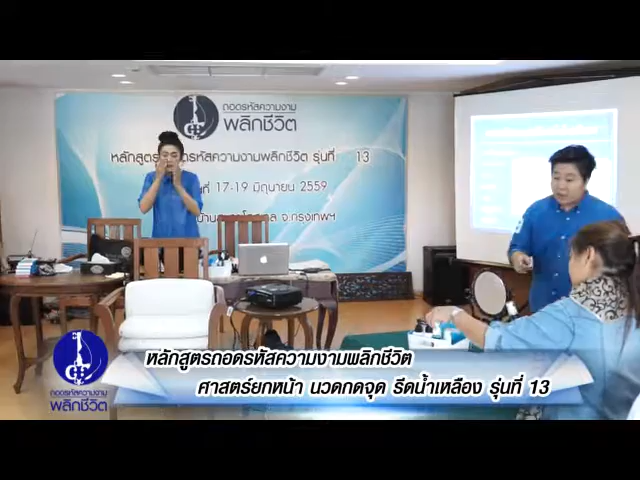 ถอดรหัสความงาม
พลิกชีวิต
หลักสูตร
รหัสความงามพลิกชีวิต รุ่นที่ 13
ที่ 17-19 มิถุนายน 2559
จ.กรุงเทพฯ
หลักสูตรถอดรหัสความงามพลิกชีวิต
ศาสตร์ยกหน้า นวดกดจุด รีดน้ำเหลือง รุ่นที่ 13
ถอดรหัสความงาม
พลิกชีวิต